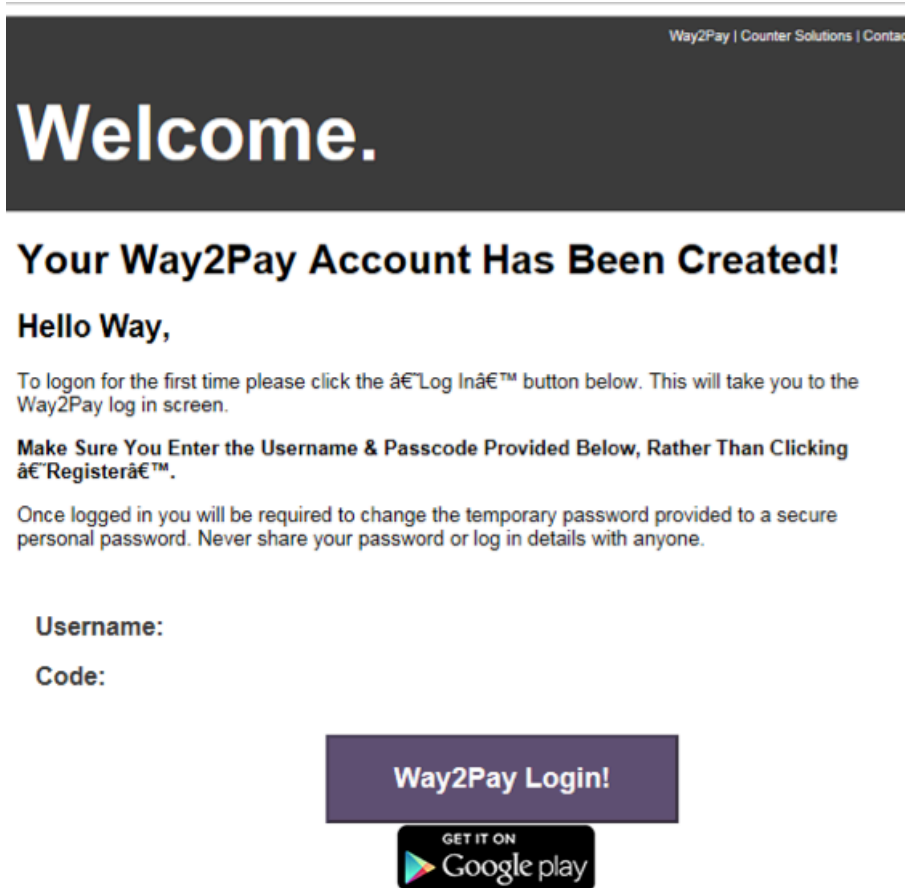 Way2Pay | Counter Solutions | Contac
Welcome.
Your Way2Pay Account Has Been Created!
Hello Way,
To logon for the first time please click the â€˜Log Inâ€™ button below. This will take you to the
Way2Pay log in screen.
Make Sure You Enter the Username & Passcode Provided Below, Rather Than Clicking
â€˜Registerâ€™.
Once logged in you will be required to change the temporary password provided to a secure
personal password. Never share your password or log in details with anyone.
Username:
Code:
Way2Pay Login!
GET IT ON
Google play